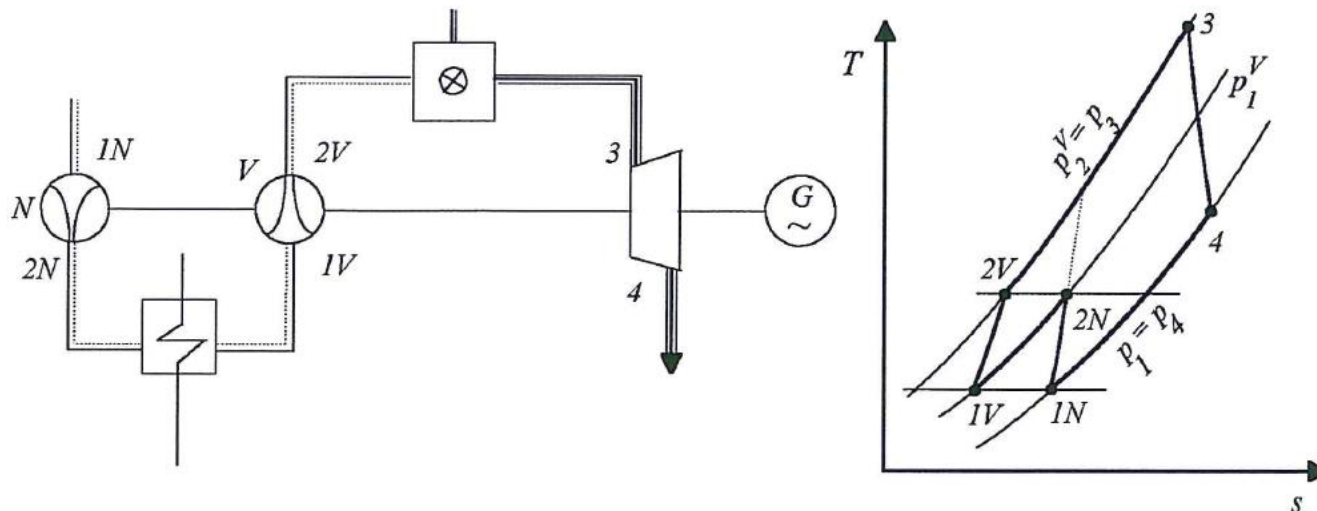 1N
N
2N
V
2V
1V
3
4
G
~
T
3
p₁ⱽ
p₂ⱽ = p₃
4
2V
2N
p₁ = p₄
1V
1N
s